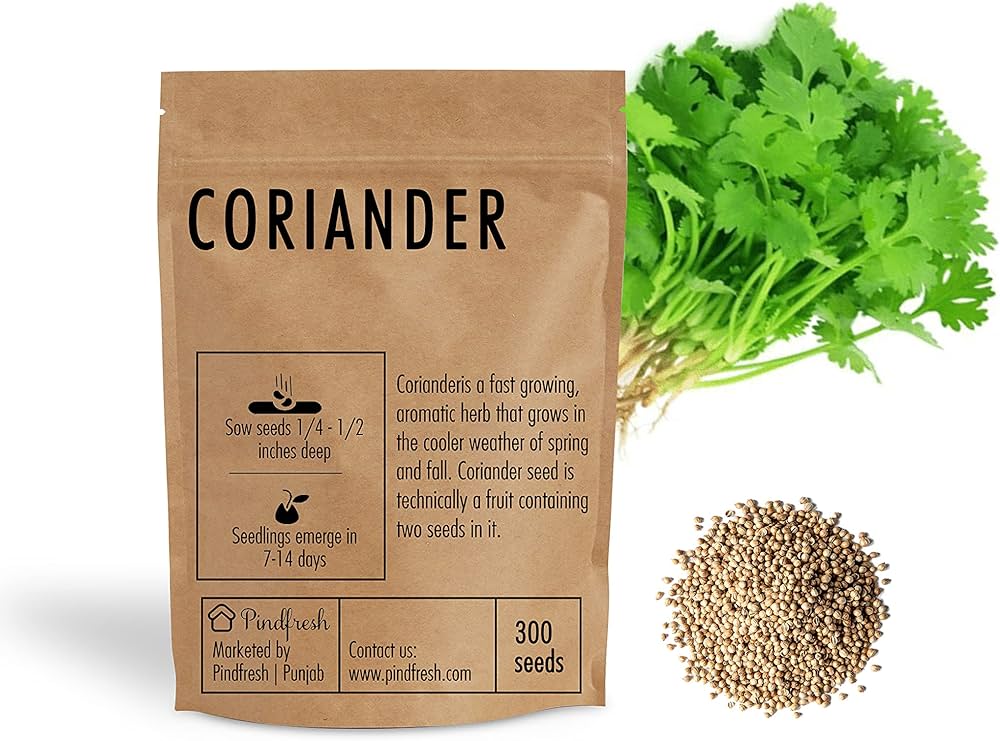 CORIANDER
Sow seeds 1/4 - 1/2
inches deep
Seedlings emerge in
7-14 days
Corianderis a fast growing,
aromatic herb that grows in
the cooler weather of spring
and fall. Coriander seed is
technically a fruit containing
two seeds in it.
Pindfresh
Marketed by
Pindfresh | Punjab
Contact us:
www.pindfresh.com
300
seeds